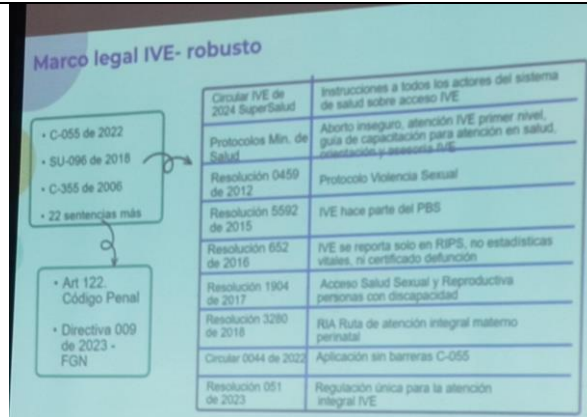 Marco legal IVE- robusto
• C-055 de 2022
• SU-096 de 2018
• C-355 de 2006
• 22 sentencias más
• Art 122.
Código Penal
• Directiva 009
de 2023 -
FGN
Circular IVE de
2024 SuperSalud
Instrucciones a todos los actores del sistema
de salud sobre acceso IVE
Protocolos Min. de
Salud
Aborto inseguro, atención IVE primer nivel,
guía de capacitación para atención en salud,
orientación y asesoría IVE
Resolución 0459
de 2012
Protocolo Violencia Sexual
Resolución 5592
de 2015
IVE hace parte del PBS
Resolución 652
de 2016
IVE se reporta solo en RIPS, no estadísticas
vitales, ni certificado defunción
Resolución 1904
de 2017
Acceso Salud Sexual y Reproductiva
personas con discapacidad
Resolución 3280
de 2018
RIA Ruta de atención integral materno
perinatal
Circular 0044 de 2022
Aplicación sin barreras C-055
Resolución 051
de 2023
Regulación única para la atención
integral IVE